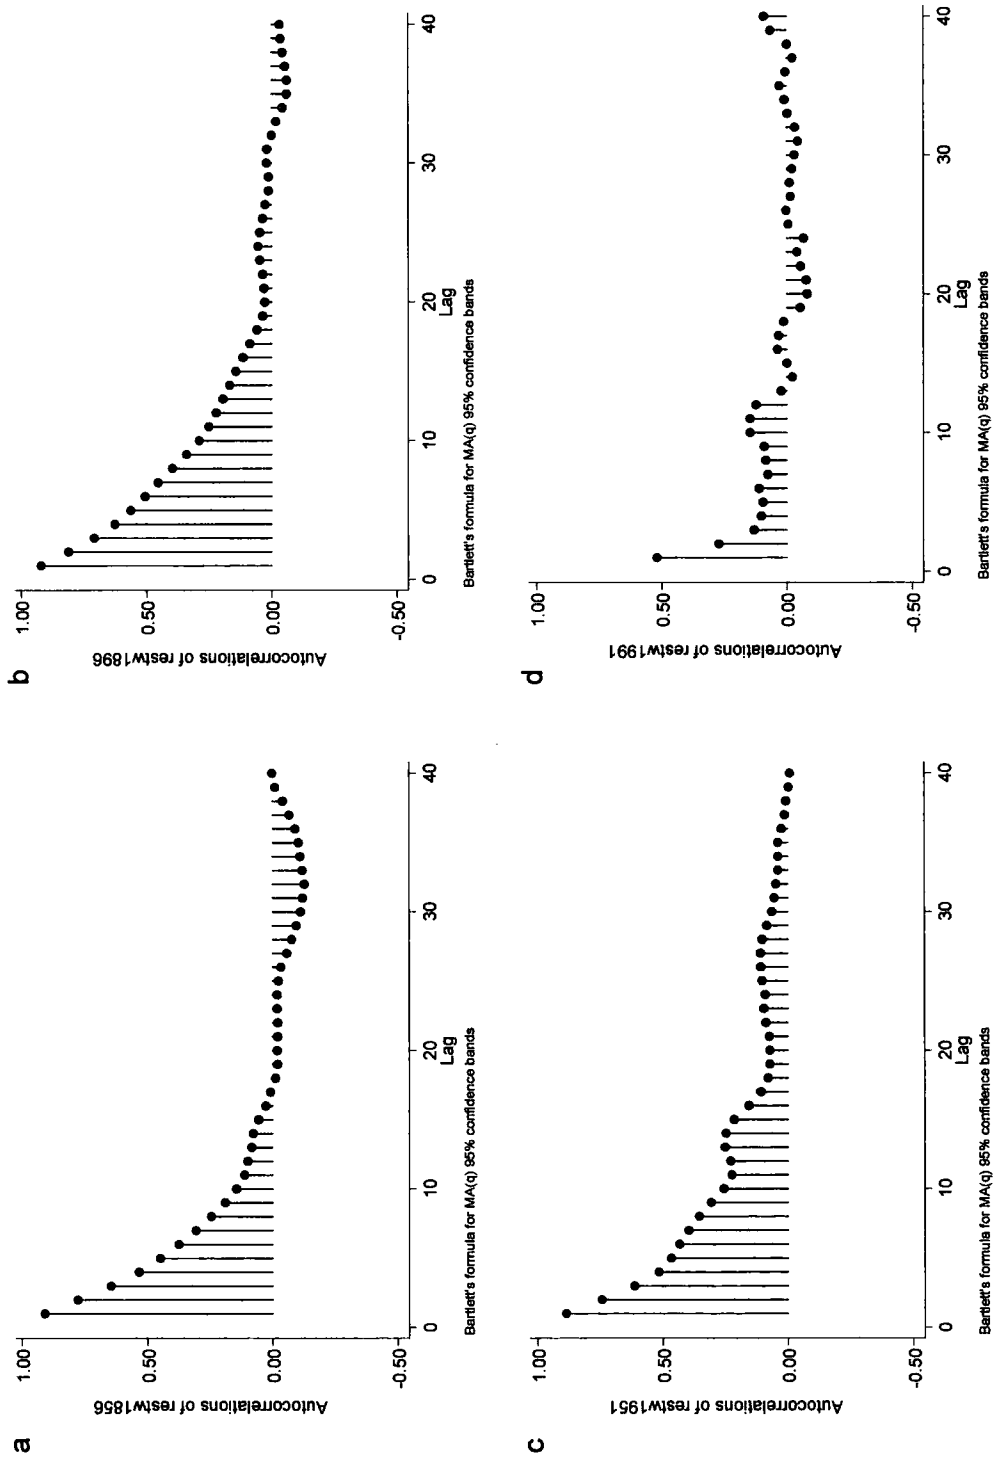 a
Autocorrelations of restw1856
1.00
0.50
0.00
-0.50
0
10
20
30
40
Lag
Bartlett's formula for MA(q) 95% confidence bands
b
Autocorrelations of restw1896
1.00
0.50
0.00
-0.50
0
10
20
30
40
Lag
Bartlett's formula for MA(q) 95% confidence bands
c
Autocorrelations of restw1951
1.00
0.50
0.00
-0.50
0
10
20
30
40
Lag
Bartlett's formula for MA(q) 95% confidence bands
d
Autocorrelations of restw1991
1.00
0.50
0.00
-0.50
0
10
20
30
40
Lag
Bartlett's formula for MA(q) 95% confidence bands